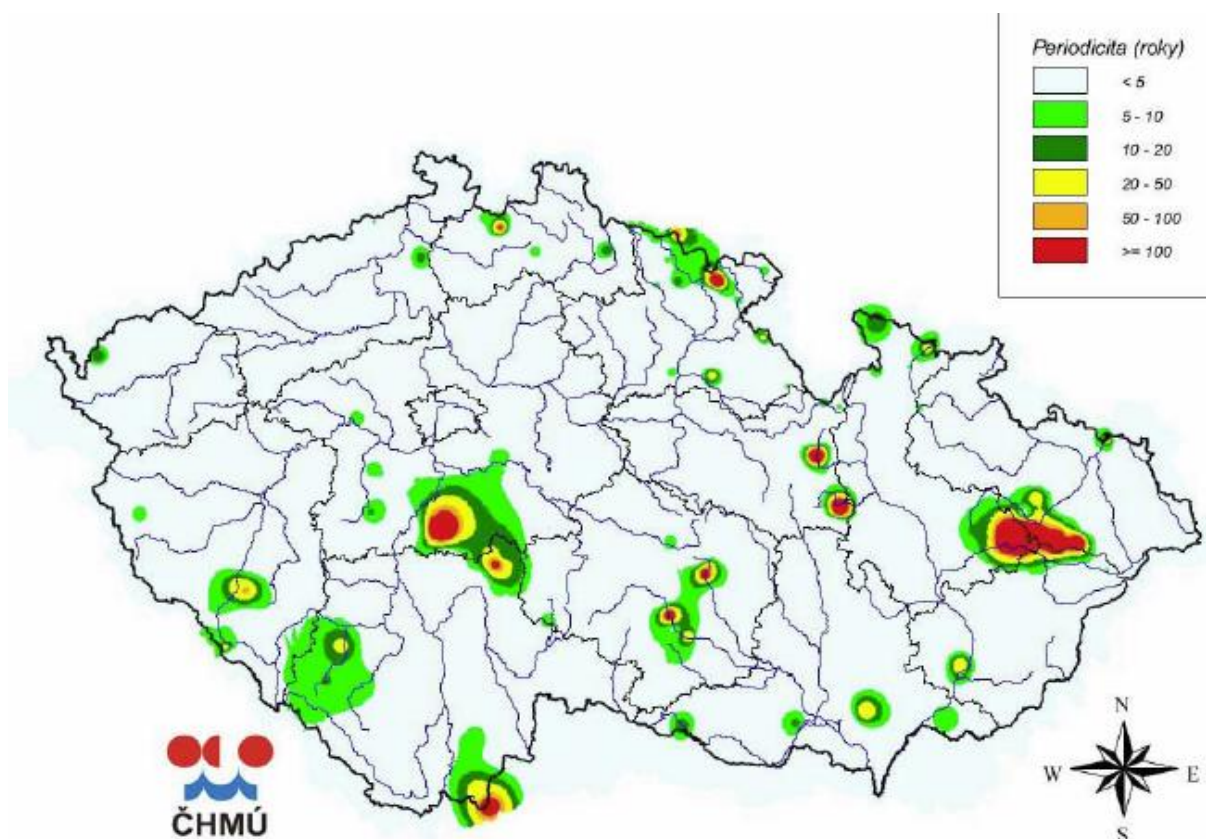 Periodicita (roky)
< 5
5 - 10
10 - 20
20 - 50
50 - 100
>= 100
ČHMÚ
N
W
E
S